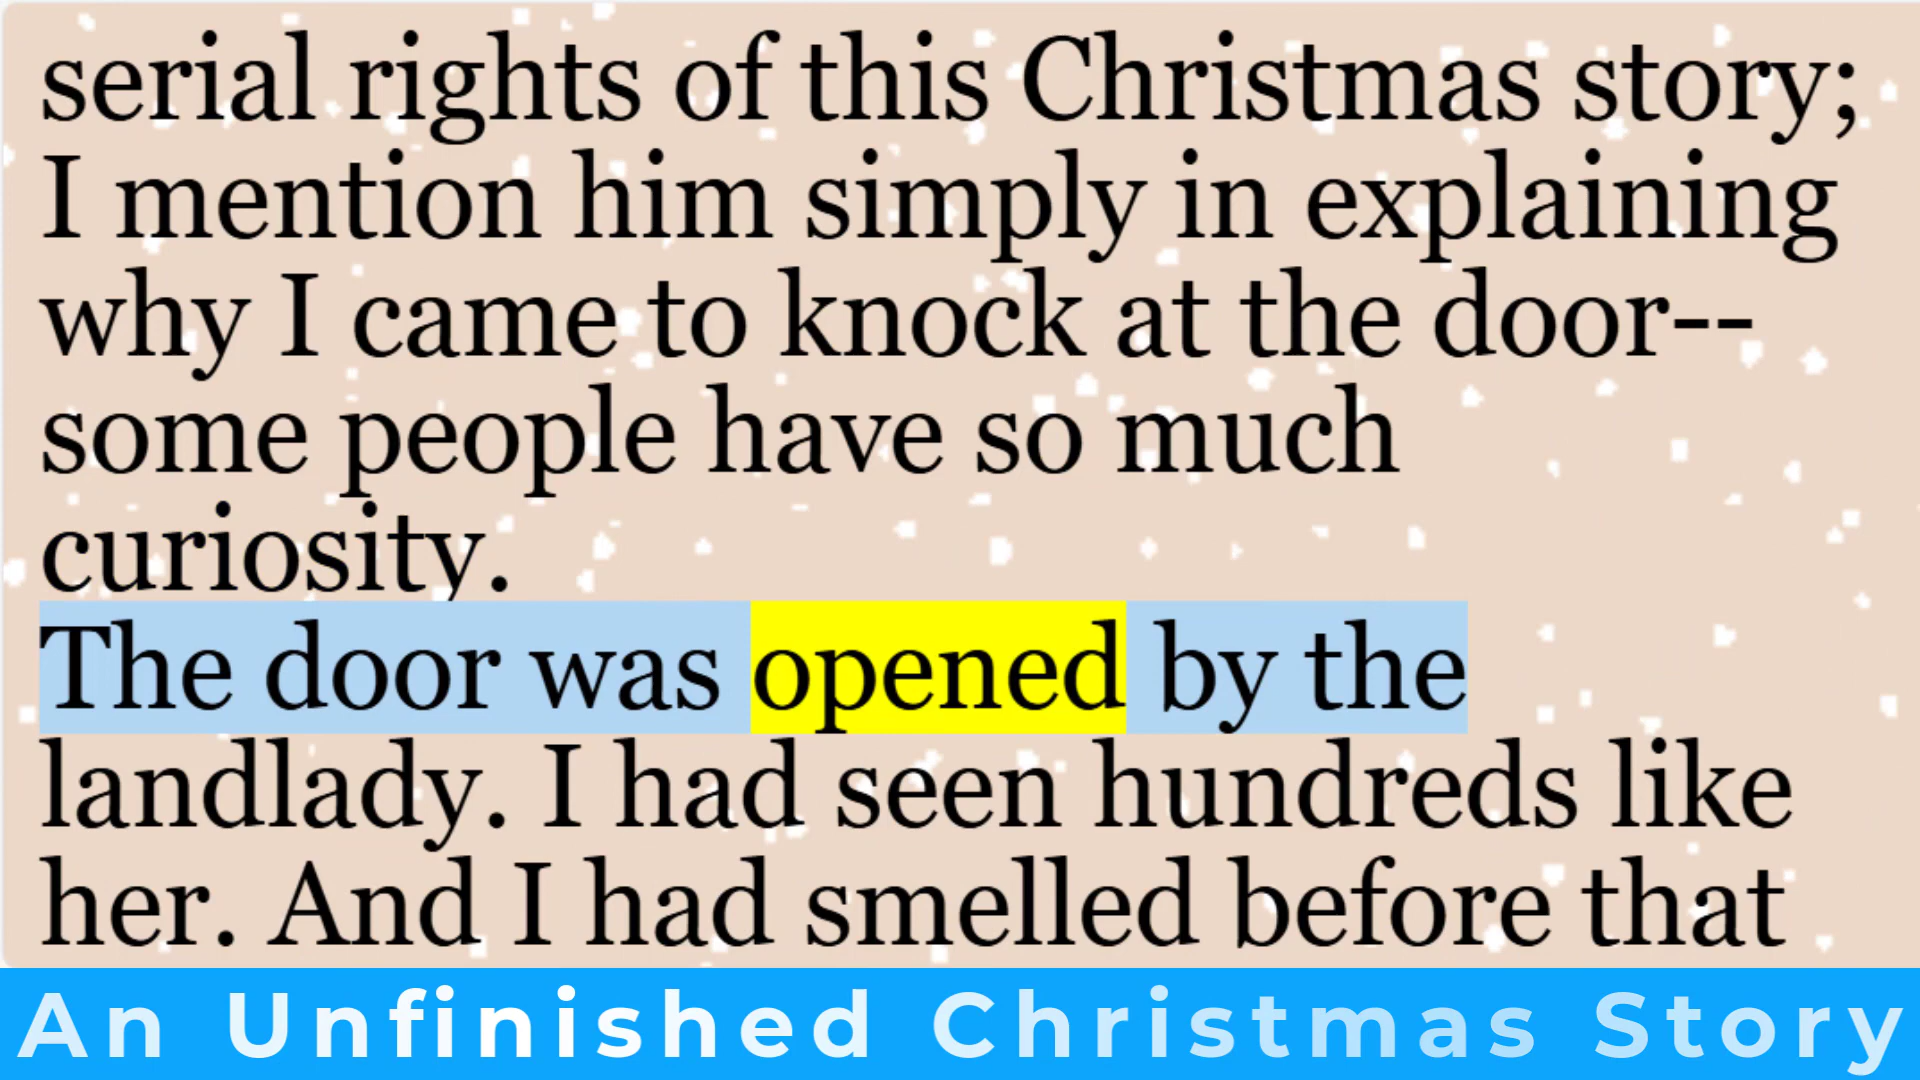 serial rights of this Christmas story;
I mention him simply in explaining
why I came to knock at the door--
some people have so much
curiosity.
The door was opened by the
landlady. I had seen hundreds like
her. And I had smelled before that
An Unfinished Christmas Story